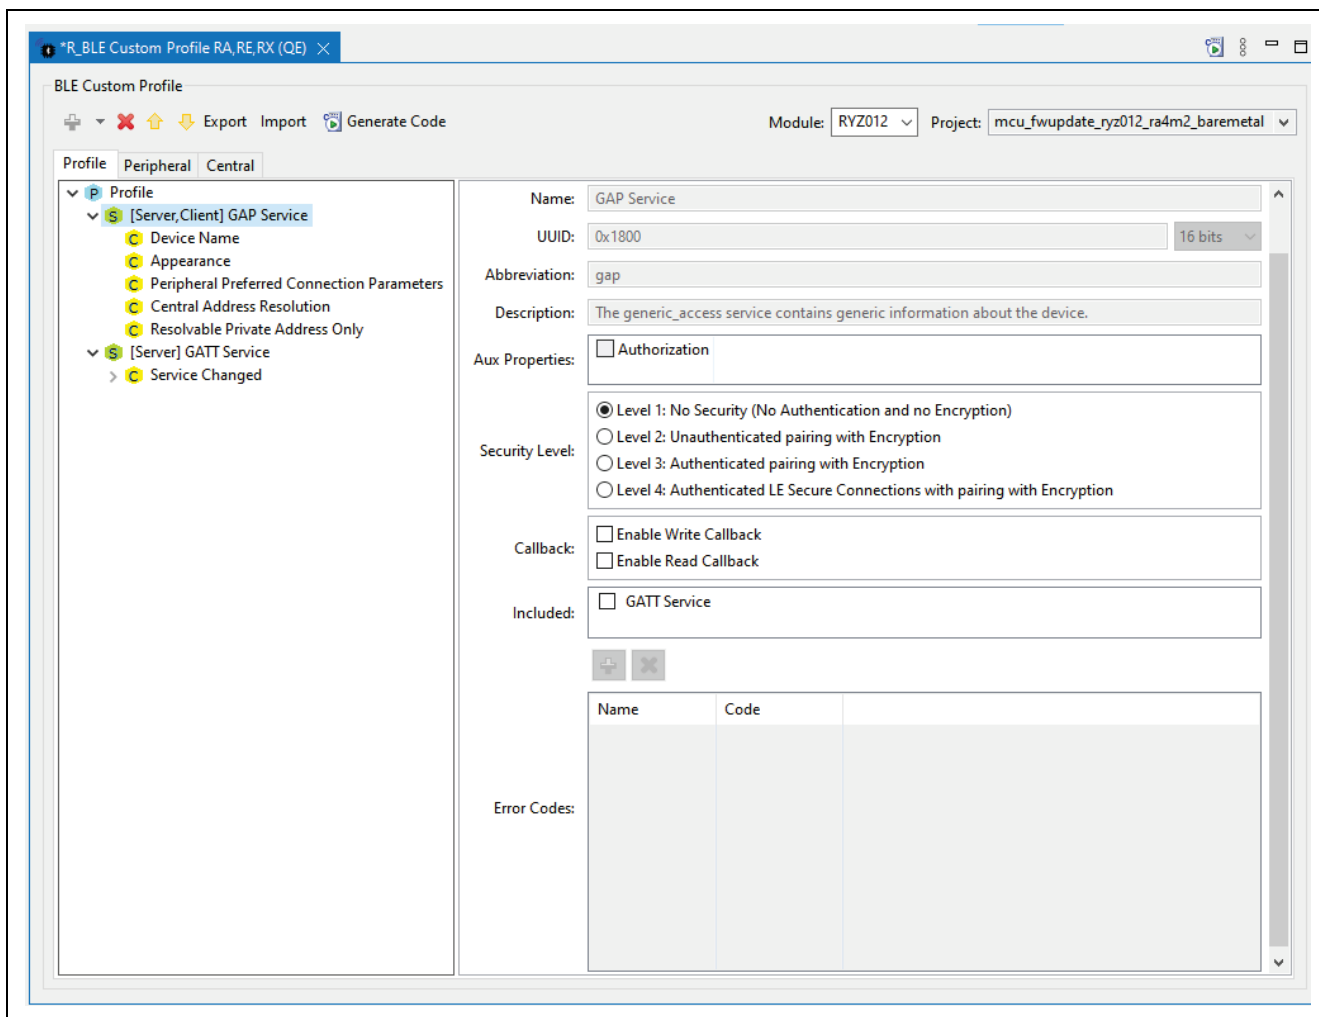 *R_BLE Custom Profile RA,RE,RX (QE)
BLE Custom Profile
Export Import Generate Code Module: RYZ012 Project: mcu_fwupdate_ryz012_ra4m2_baremetal
Profile Peripheral Central
P Profile
S [Server,Client] GAP Service
C Device Name
C Appearance
C Peripheral Preferred Connection Parameters
C Central Address Resolution
C Resolvable Private Address Only
S [Server] GATT Service
C Service Changed
Name: GAP Service
UUID: 0x1800 16 bits
Abbreviation: gap
Description: The generic_access service contains generic information about the device.
Aux Properties: Authorization
Security Level:
Level 1: No Security (No Authentication and no Encryption)
Level 2: Unauthenticated pairing with Encryption
Level 3: Authenticated pairing with Encryption
Level 4: Authenticated LE Secure Connections with pairing with Encryption
Callback:
Enable Write Callback
Enable Read Callback
Included: GATT Service
Error Codes:
Name Code